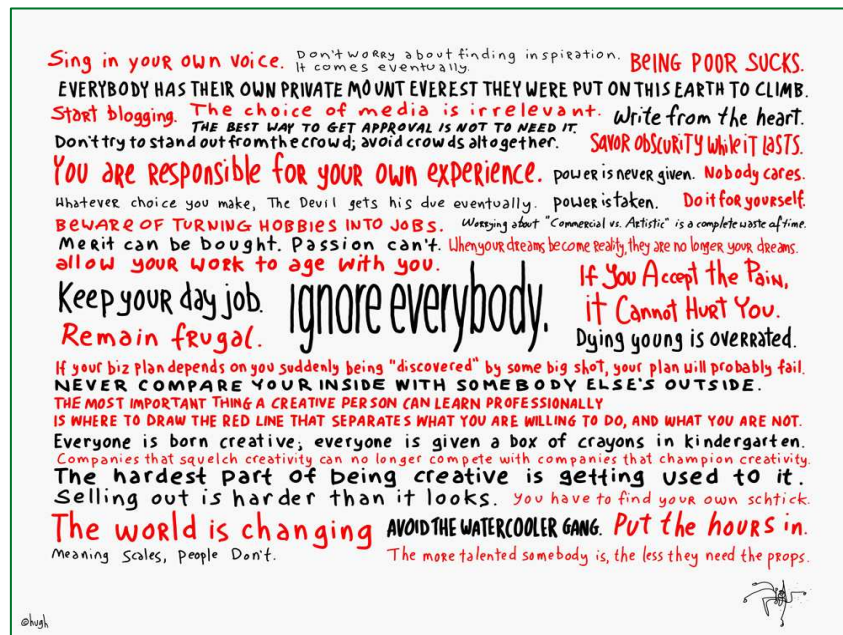 Sing in your own voice. Don't worry about finding inspiration. It comes eventually. BEING POOR SUCKS.
EVERYBODY HAS THEIR OWN PRIVATE MOUNT EVEREST THEY WERE PUT ON THIS EARTH TO CLIMB.
Start blogging. The choice of media is irrelevant. Write from the heart.
THE BEST WAY TO GET APPROVAL IS NOT TO NEED IT.
Don't try to stand out from the crowd; avoid crowds altogether. SAVOR OBSCURITY while it LASTS.
You are responsible for your own experience. power is never given. Nobody cares.
Whatever choice you make, The Devil gets his due eventually. power is taken. Do it for yourself.
BEWARE OF TURNING HOBBIES INTO JOBS. Worrying about "Commercial vs. Artistic" is a complete waste of time.
Merit can be bought. Passion can't. When your dreams become reality, they are no longer your dreams.
allow your work to age with you.
Keep your day job. Ignore everybody. If You Accept the Pain,
it Cannot Hurt You.
Remain frugal. Dying young is overrated.
If your biz plan depends on you suddenly being "discovered" by some big shot, your plan will probably fail.
NEVER COMPARE YOUR INSIDE WITH SOMEBODY ELSE'S OUTSIDE.
THE MOST IMPORTANT THING A CREATIVE PERSON CAN LEARN PROFESSIONALLY
IS WHERE TO DRAW THE RED LINE THAT SEPARATES WHAT YOU ARE WILLING TO DO, AND WHAT YOU ARE NOT.
Everyone is born creative; everyone is given a box of crayons in kindergarten.
Companies that squelch creativity can no longer compete with companies that champion creativity.
The hardest part of being creative is getting used to it.
Selling out is harder than it looks. You have to find your own schtick.
The world is changing AVOID THE WATERCOOLER GANG. Put the hours in.
Meaning Scales, People Don't. The more talented somebody is, the less they need the props.
@hugh